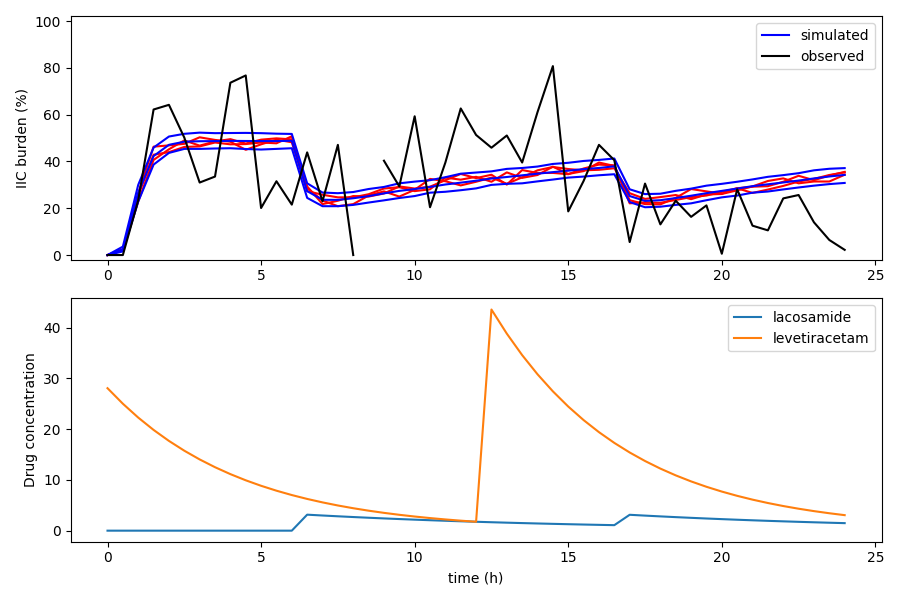 IIC burden (%)
100
80
60
40
20
0
simulated
observed
0 5 10 15 20 25
Drug concentration
40
30
20
10
0
lacosamide
levetiracetam
0 5 10 15 20 25
time (h)